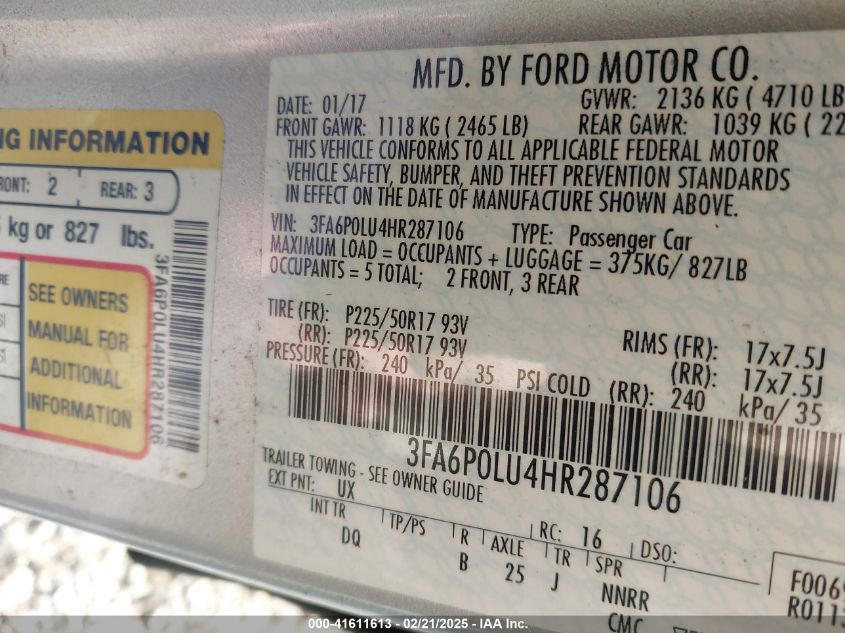 NG INFORMATION
FRONT: 2 REAR: 3
kg or 827 lbs.
SEE OWNERS
MANUAL FOR
ADDITIONAL
INFORMATION
3FA6P0LU4HR287106
MFD. BY FORD MOTOR CO.
DATE: 01/17 GVWR: 2136 KG ( 4710 LB
FRONT GAWR: 1118 KG ( 2465 LB) REAR GAWR: 1039 KG ( 22
THIS VEHICLE CONFORMS TO ALL APPLICABLE FEDERAL MOTOR
VEHICLE SAFETY, BUMPER, AND THEFT PREVENTION STANDARDS
IN EFFECT ON THE DATE OF MANUFACTURE SHOWN ABOVE.
VIN: 3FA6P0LU4HR287106 TYPE: Passenger Car
MAXIMUM LOAD = OCCUPANTS + LUGGAGE = 375KG/ 827LB
OCCUPANTS = 5 TOTAL; 2 FRONT, 3 REAR
TIRE (FR): P225/50R17 93V RIMS (FR): 17x7.5J
(RR): P225/50R17 93V (RR): 17x7.5J
PRESSURE (FR): 240 kPa/ 35 PSI COLD (RR): 240 kPa/ 35
3FA6P0LU4HR287106
TRAILER TOWING - SEE OWNER GUIDE
EXT PNT: UX RC: 16 DSO:
INT TR TP/PS R AXLE TR SPR
DQ B 25 J NNRR
F0069
R0113
CMC
000-41611613 - 02/21/2025 - IAA Inc.